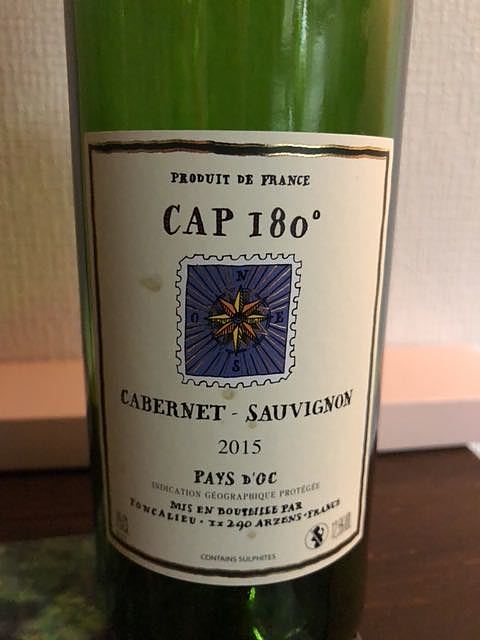 PRODUIT DE FRANCE
CAP 180°
N
O E
S
CABERNET - SAUVIGNON
2015
PAYS D'OC
INDICATION GÉOGRAPHIQUE PROTÉGÉE
MIS EN BOUTEILLE PAR
FONCALIEU - 11290 ARZENS - FRANCE
CONTAINS SULPHITES